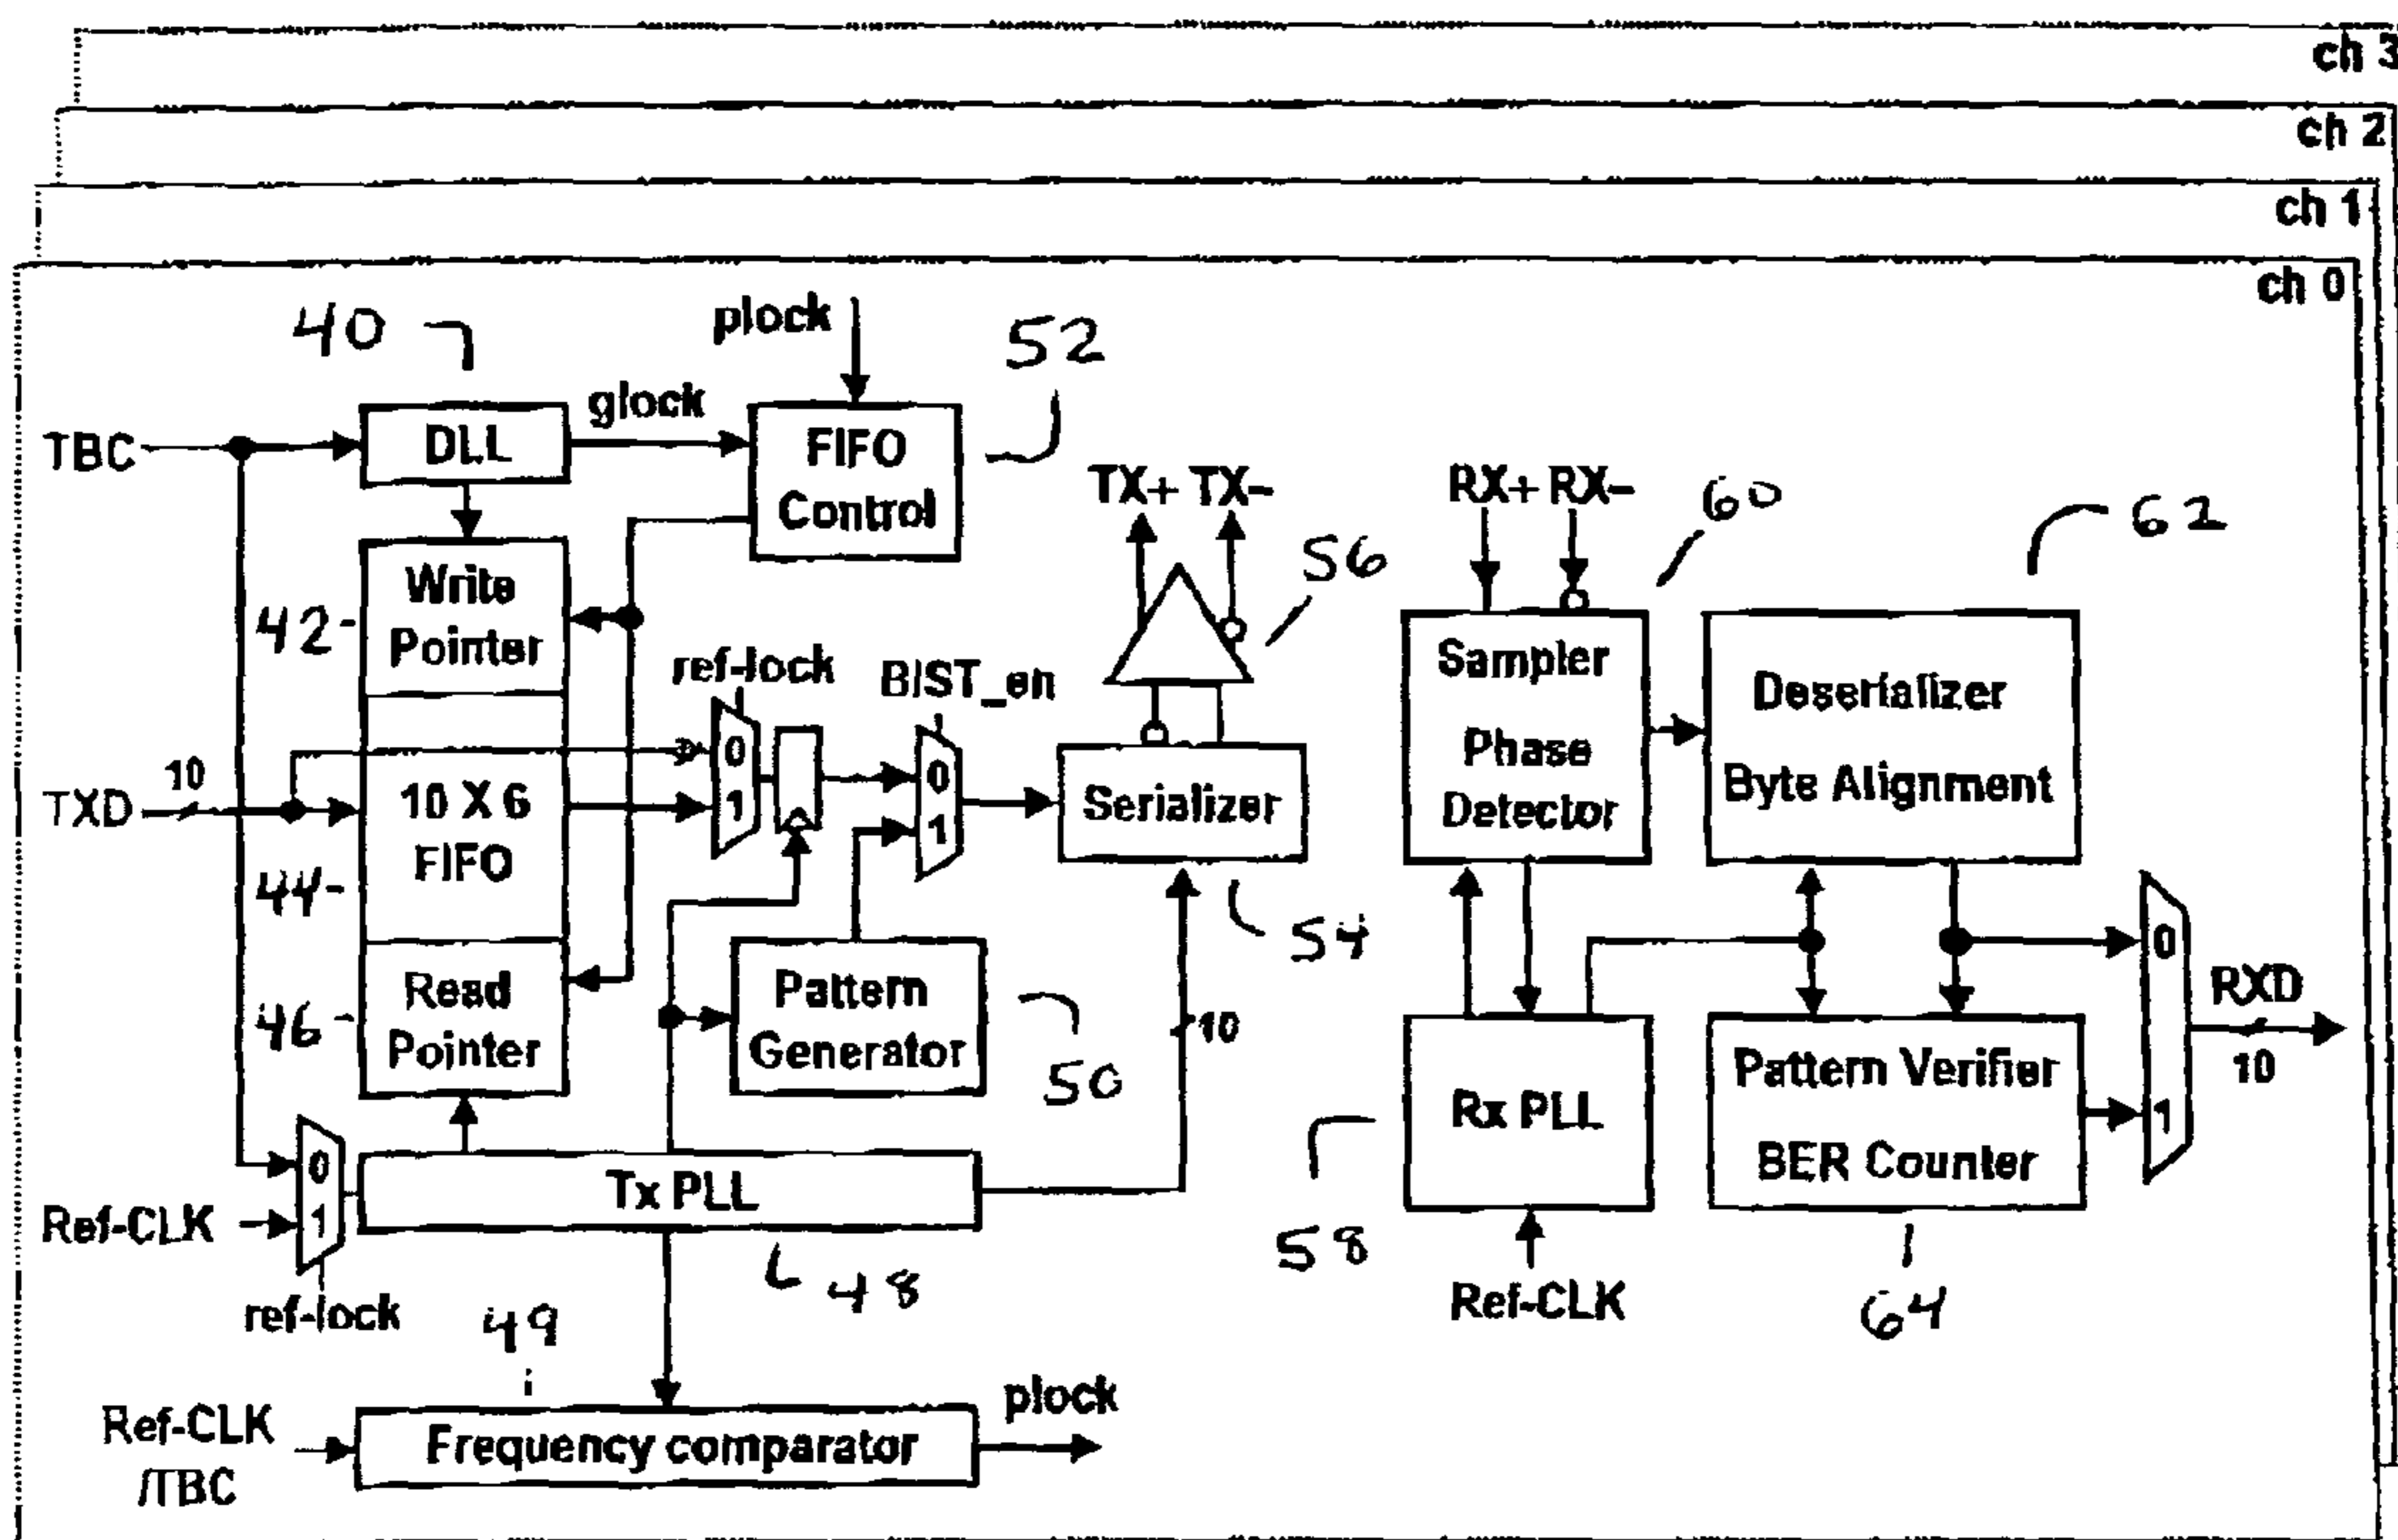 ch 3
ch 2
ch 1
ch 0
40
plock
52
glock
TBC
DLL
FIFO
Control
TX+ TX-
RX+ RX-
60
62
56
42
Write
Pointer
ref-lock
BIST_en
Sampler
Phase
Detector
Deserializer
Byte Alignment
0
1
0
1
10
TXD
10 X 6
FIFO
Serializer
44
54
46
Read
Pointer
Pattern
Generator
50
10
0
1
RXD
10
Rx PLL
Pattern Verifier
BER Counter
0
1
Tx PLL
Ref-CLK
ref-lock
48
58
Ref-CLK
64
49
Ref-CLK
/TBC
Frequency comparator
plock